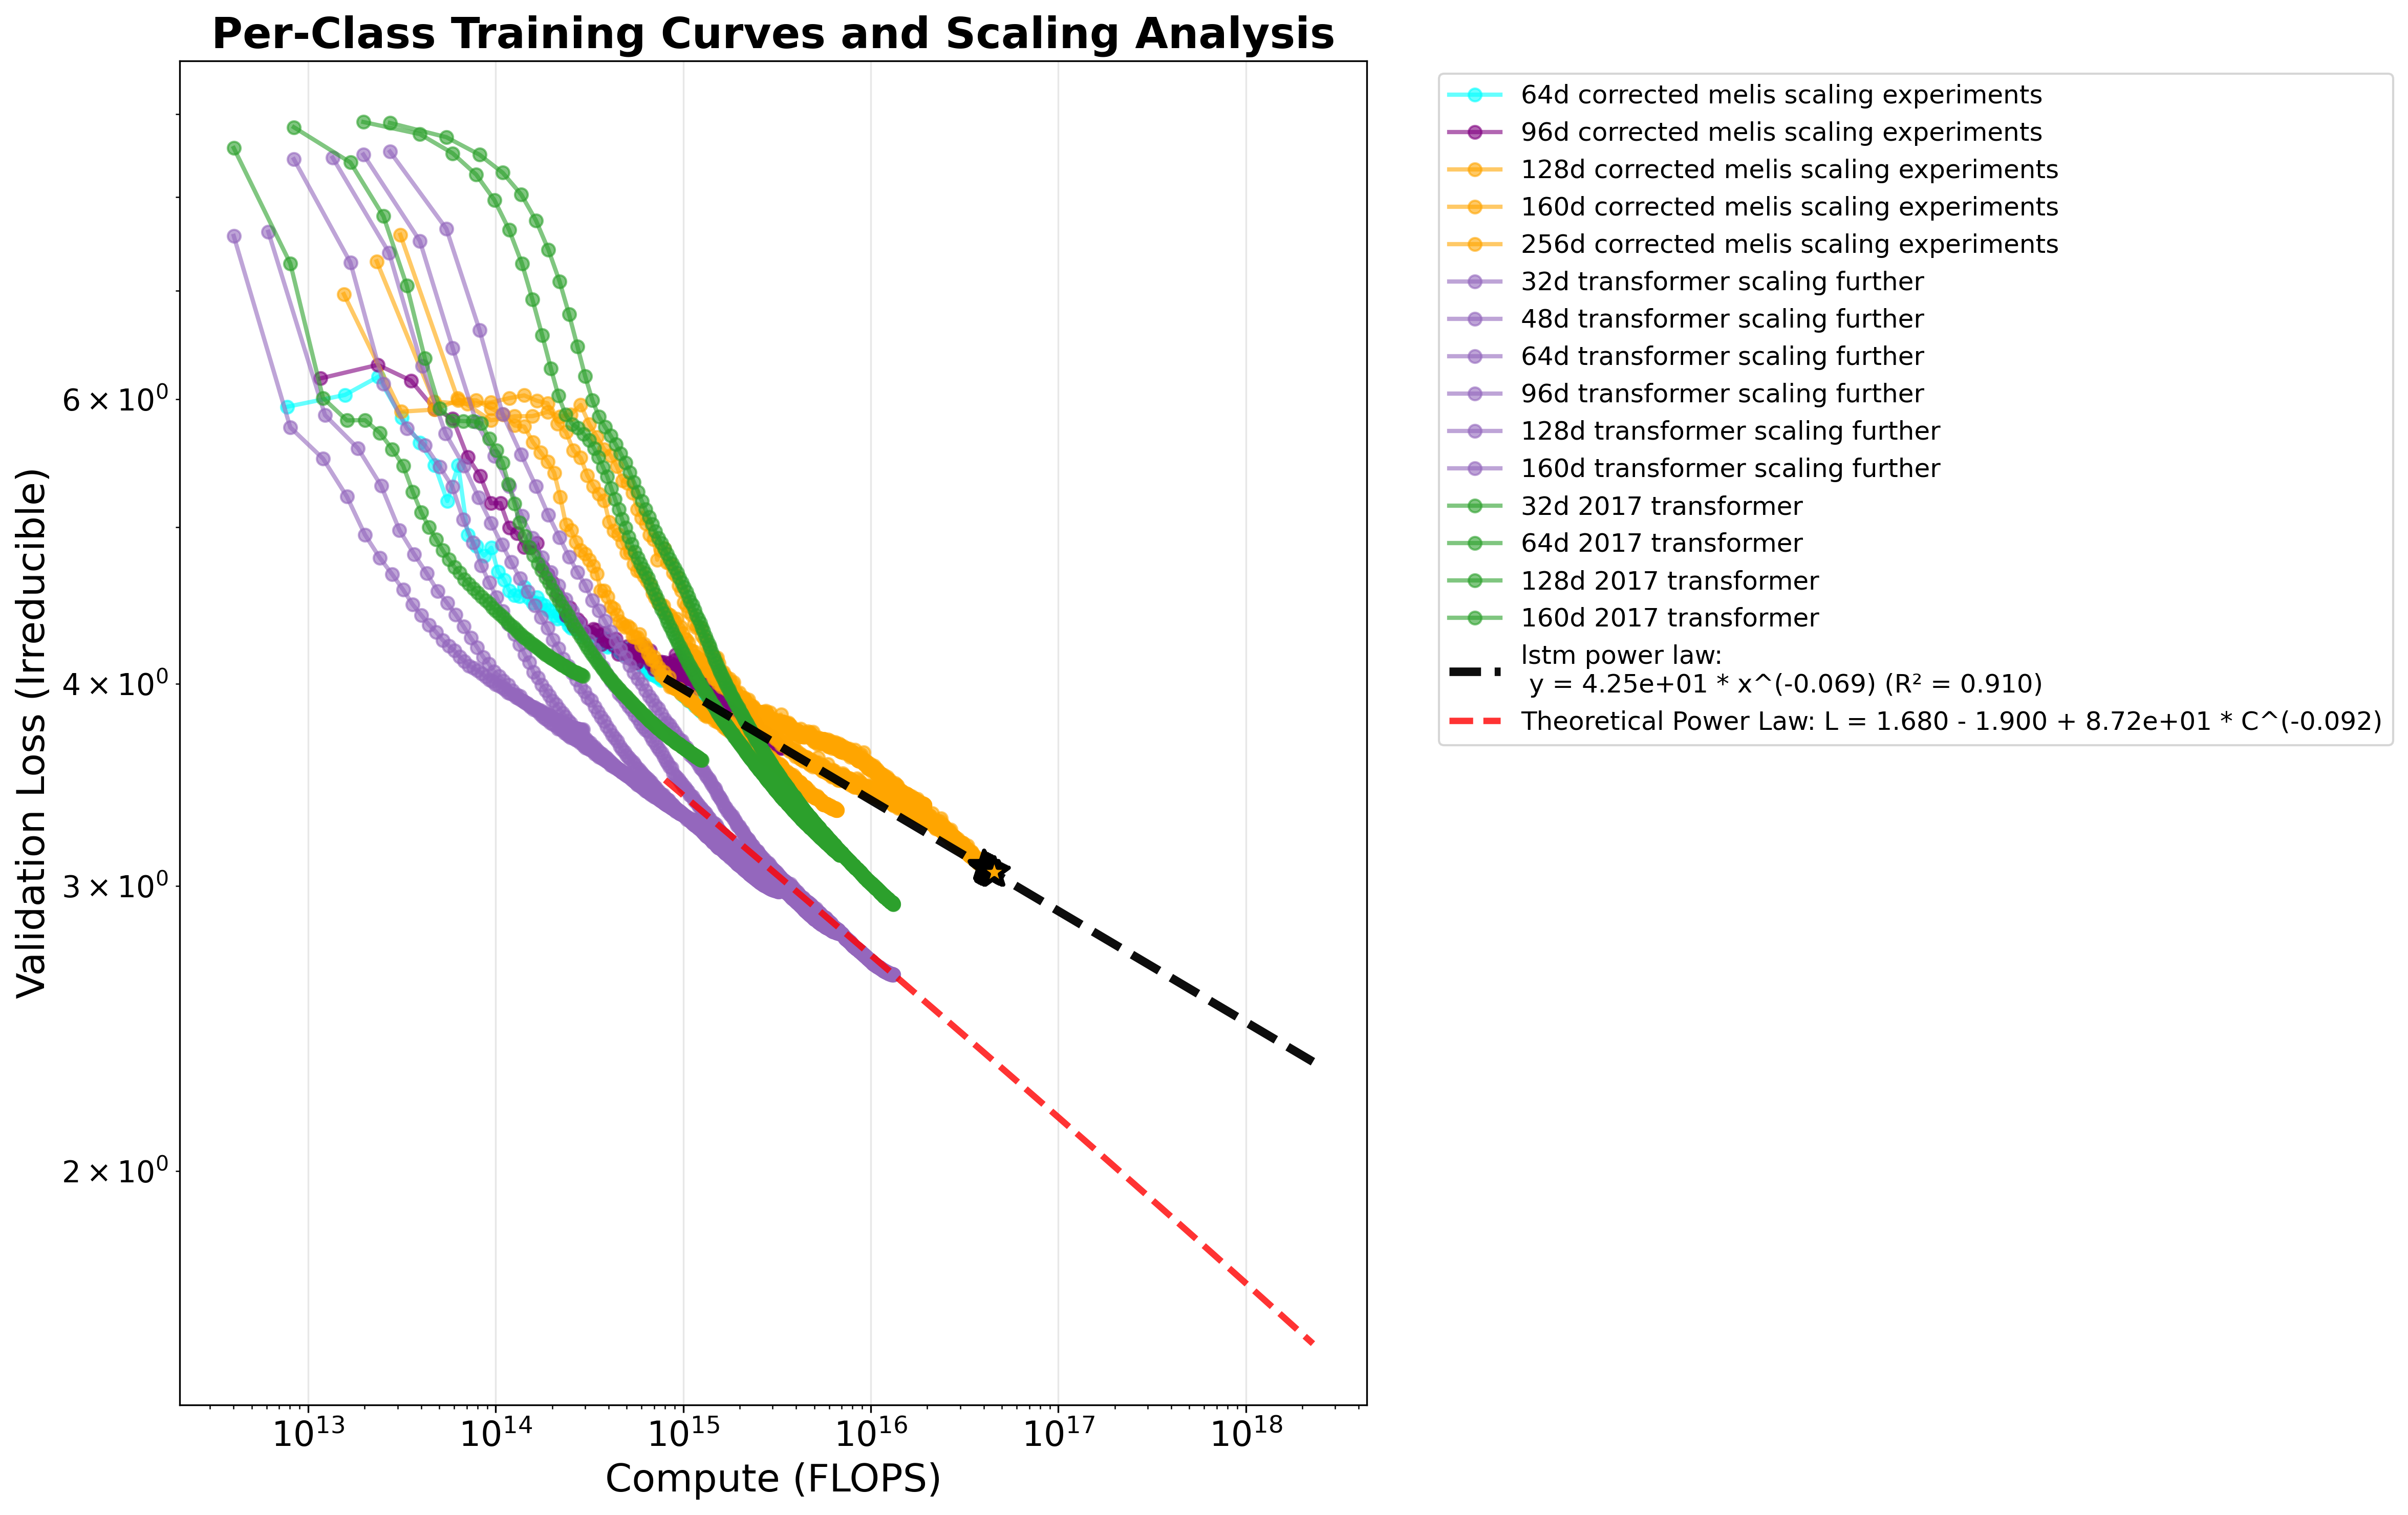 Per-Class Training Curves and Scaling Analysis
Validation Loss (Irreducible)
6 × 10⁰
4 × 10⁰
3 × 10⁰
2 × 10⁰
10¹³ 10¹⁴ 10¹⁵ 10¹⁶ 10¹⁷ 10¹⁸
Compute (FLOPS)
64d corrected melis scaling experiments
96d corrected melis scaling experiments
128d corrected melis scaling experiments
160d corrected melis scaling experiments
256d corrected melis scaling experiments
32d transformer scaling further
48d transformer scaling further
64d transformer scaling further
96d transformer scaling further
128d transformer scaling further
160d transformer scaling further
32d 2017 transformer
64d 2017 transformer
128d 2017 transformer
160d 2017 transformer
lstm power law:
y = 4.25e+01 * x^(-0.069) (R² = 0.910)
Theoretical Power Law: L = 1.680 - 1.900 + 8.72e+01 * C^(-0.092)